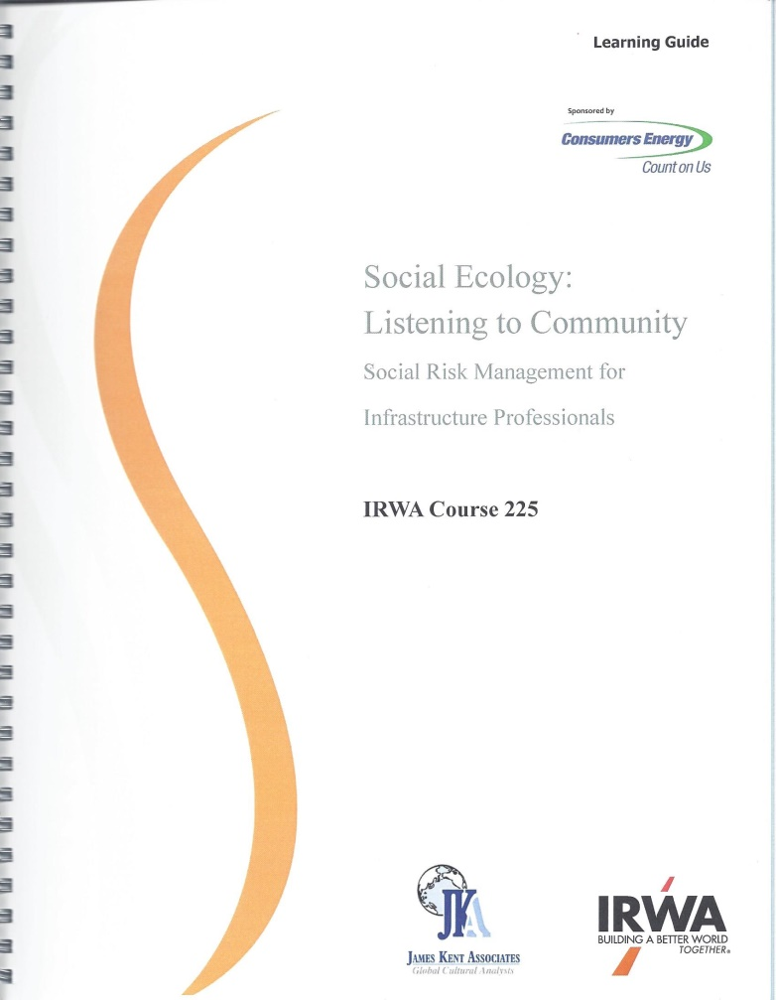 Learning Guide
Sponsored by
Consumers Energy
Count on Us
Social Ecology:
Listening to Community
Social Risk Management for
Infrastructure Professionals
IRWA Course 225
JKA
JAMES KENT ASSOCIATES
Global Cultural Analysts
IRWA
BUILDING A BETTER WORLD
TOGETHER®